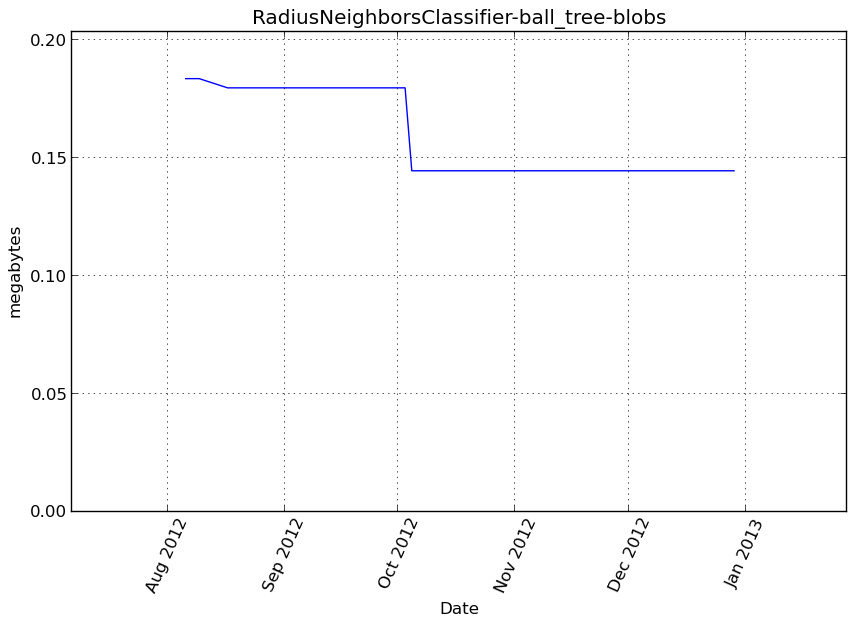 RadiusNeighborsClassifier-ball_tree-blobs
0.20
0.15
0.10
0.05
0.00
megabytes
Aug 2012
Sep 2012
Oct 2012
Nov 2012
Dec 2012
Jan 2013
Date